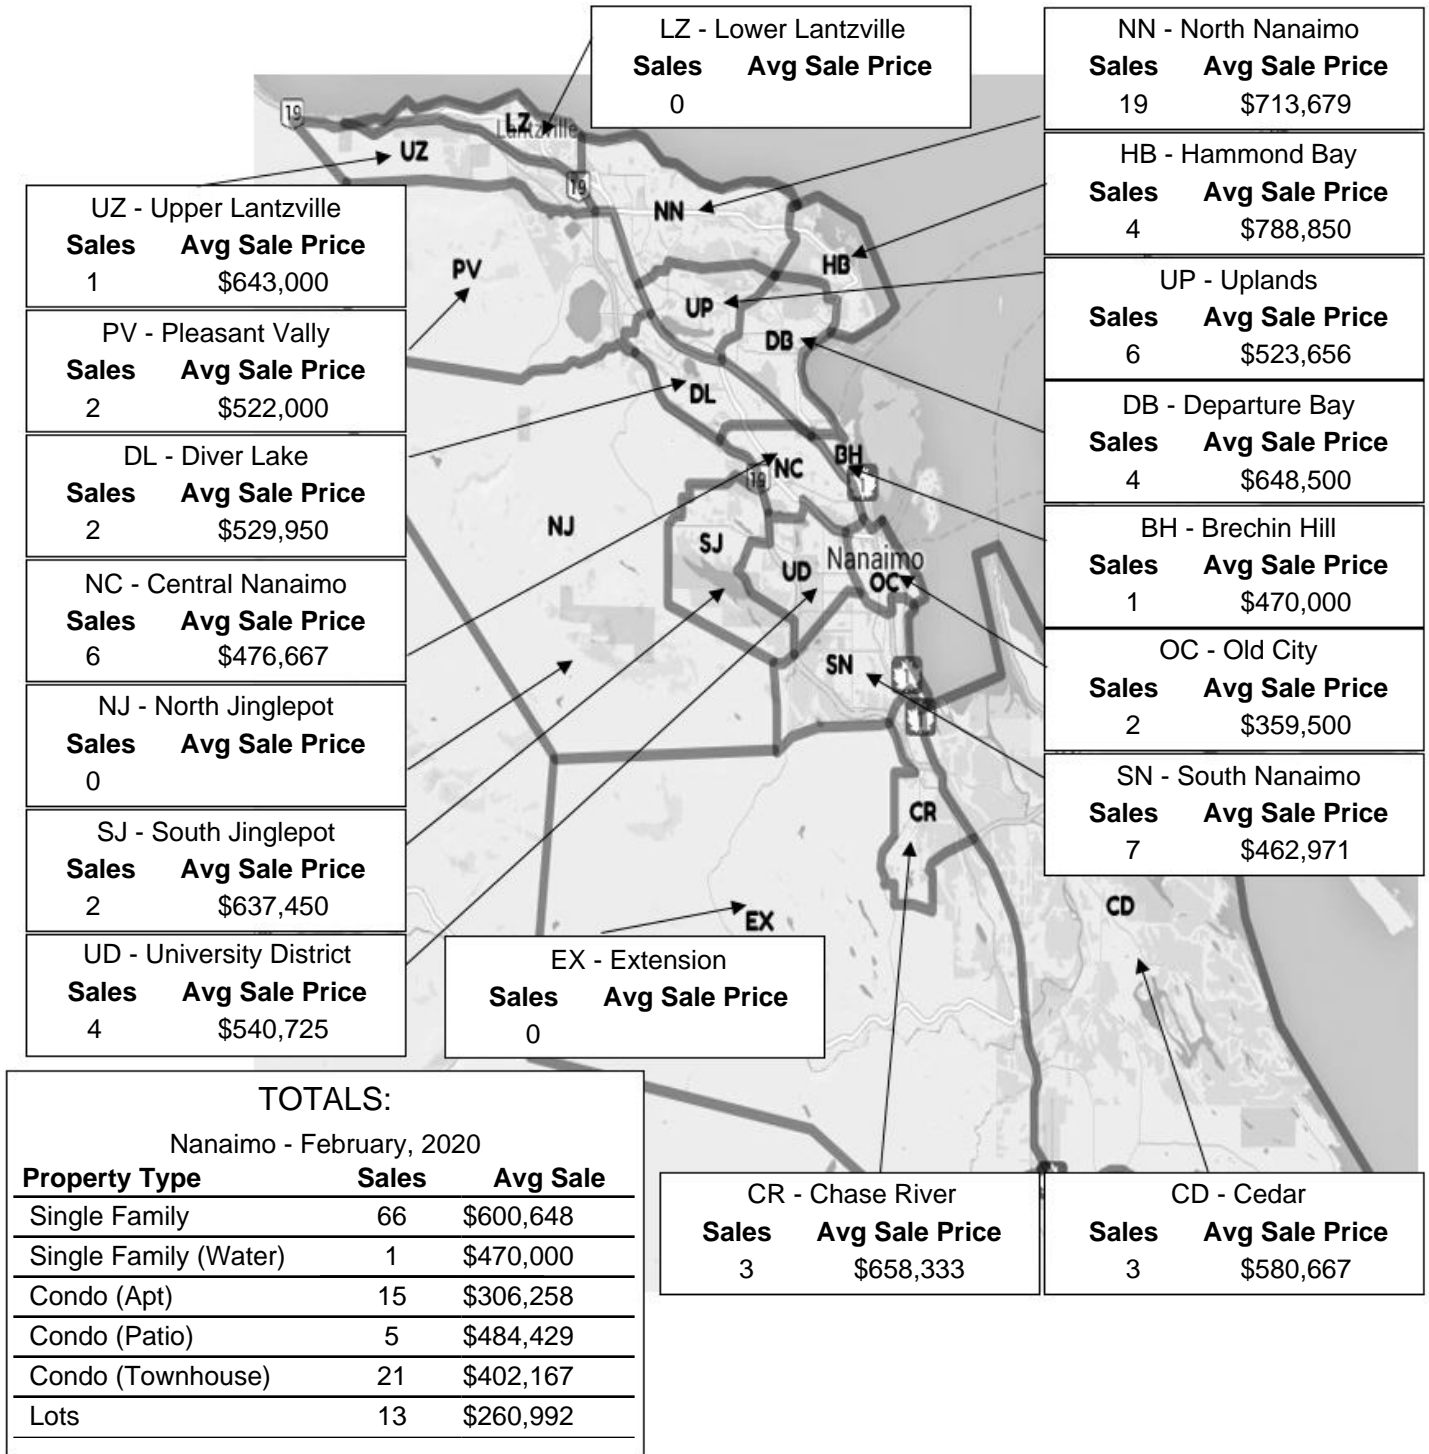 LZ - Lower Lantzville
Sales Avg Sale Price
0
NN - North Nanaimo
Sales Avg Sale Price
19 $713,679
HB - Hammond Bay
Sales Avg Sale Price
4 $788,850
UP - Uplands
Sales Avg Sale Price
6 $523,656
DB - Departure Bay
Sales Avg Sale Price
4 $648,500
BH - Brechin Hill
Sales Avg Sale Price
1 $470,000
OC - Old City
Sales Avg Sale Price
2 $359,500
SN - South Nanaimo
Sales Avg Sale Price
7 $462,971
UZ - Upper Lantzville
Sales Avg Sale Price
1 $643,000
PV - Pleasant Vally
Sales Avg Sale Price
2 $522,000
DL - Diver Lake
Sales Avg Sale Price
2 $529,950
NC - Central Nanaimo
Sales Avg Sale Price
6 $476,667
NJ - North Jinglepot
Sales Avg Sale Price
0
SJ - South Jinglepot
Sales Avg Sale Price
2 $637,450
UD - University District
Sales Avg Sale Price
4 $540,725
EX - Extension
Sales Avg Sale Price
0
CR - Chase River
Sales Avg Sale Price
3 $658,333
CD - Cedar
Sales Avg Sale Price
3 $580,667
19
LZ
Lantzville
UZ
19
NN
PV
HB
UP
DB
DL
BH
NC
19
1
NJ
SJ
Nanaimo
UD
OC
SN
1
CR
CD
EX
TOTALS:
Nanaimo - February, 2020
Property Type Sales Avg Sale
Single Family 66 $600,648
Single Family (Water) 1 $470,000
Condo (Apt) 15 $306,258
Condo (Patio) 5 $484,429
Condo (Townhouse) 21 $402,167
Lots 13 $260,992